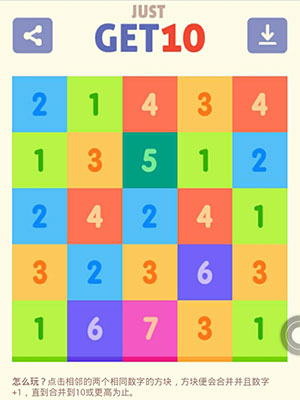 JUST
GET10
2 1 4 3 4
1 3 5 1 2
2 4 2 4 1
3 2 3 6 3
1 6 7 3 1
怎么玩？点击相邻的两个相同数字的方块，方块便会合并并且数字
+1，直到合并到10或更高为止。